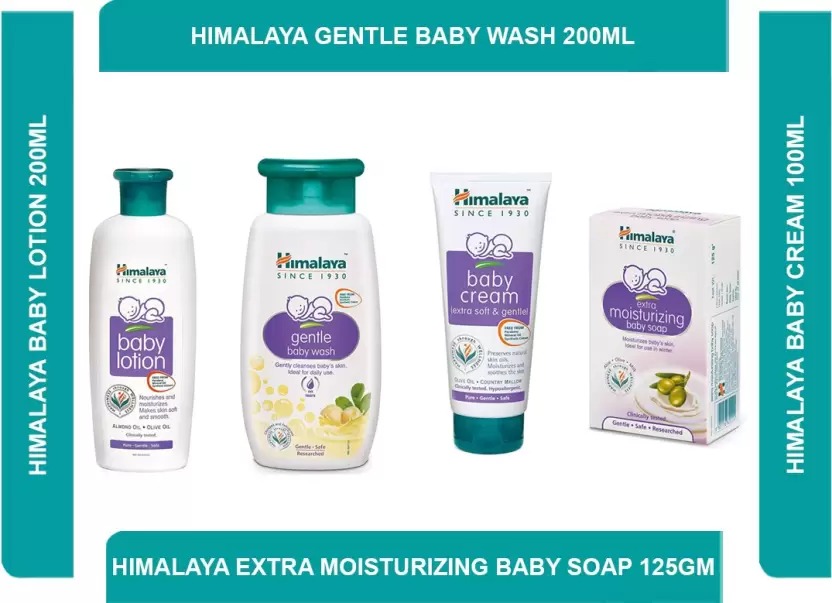 HIMALAYA GENTLE BABY WASH 200ML
HIMALAYA BABY LOTION 200ML
Himalaya
SINCE 1930
baby
lotion
Nourishes and
moisturizes.
Makes skin soft
and smooth.
ALMOND OIL • OLIVE OIL
Clinically tested.
Pure • Gentle • Safe
Himalaya
SINCE 1930
gentle
baby wash
Gently cleanses baby's skin.
Ideal for daily use.
Gentle • Safe
Researched
Himalaya
SINCE 1930
baby
cream
(extra soft & gentle)
FREE FROM
Preserves natural
skin oils.
Moisturizes and
soothes the skin.
OLIVE OIL • COUNTRY MALLOW
Clinically tested. Hypoallergenic.
Pure • Gentle • Safe
Himalaya
SINCE 1930
extra
moisturizing
baby soap
Moisturizes baby's skin.
Ideal for use in winter.
Clinically tested.
Gentle • Safe • Researched
HIMALAYA BABY CREAM 100ML
HIMALAYA EXTRA MOISTURIZING BABY SOAP 125GM